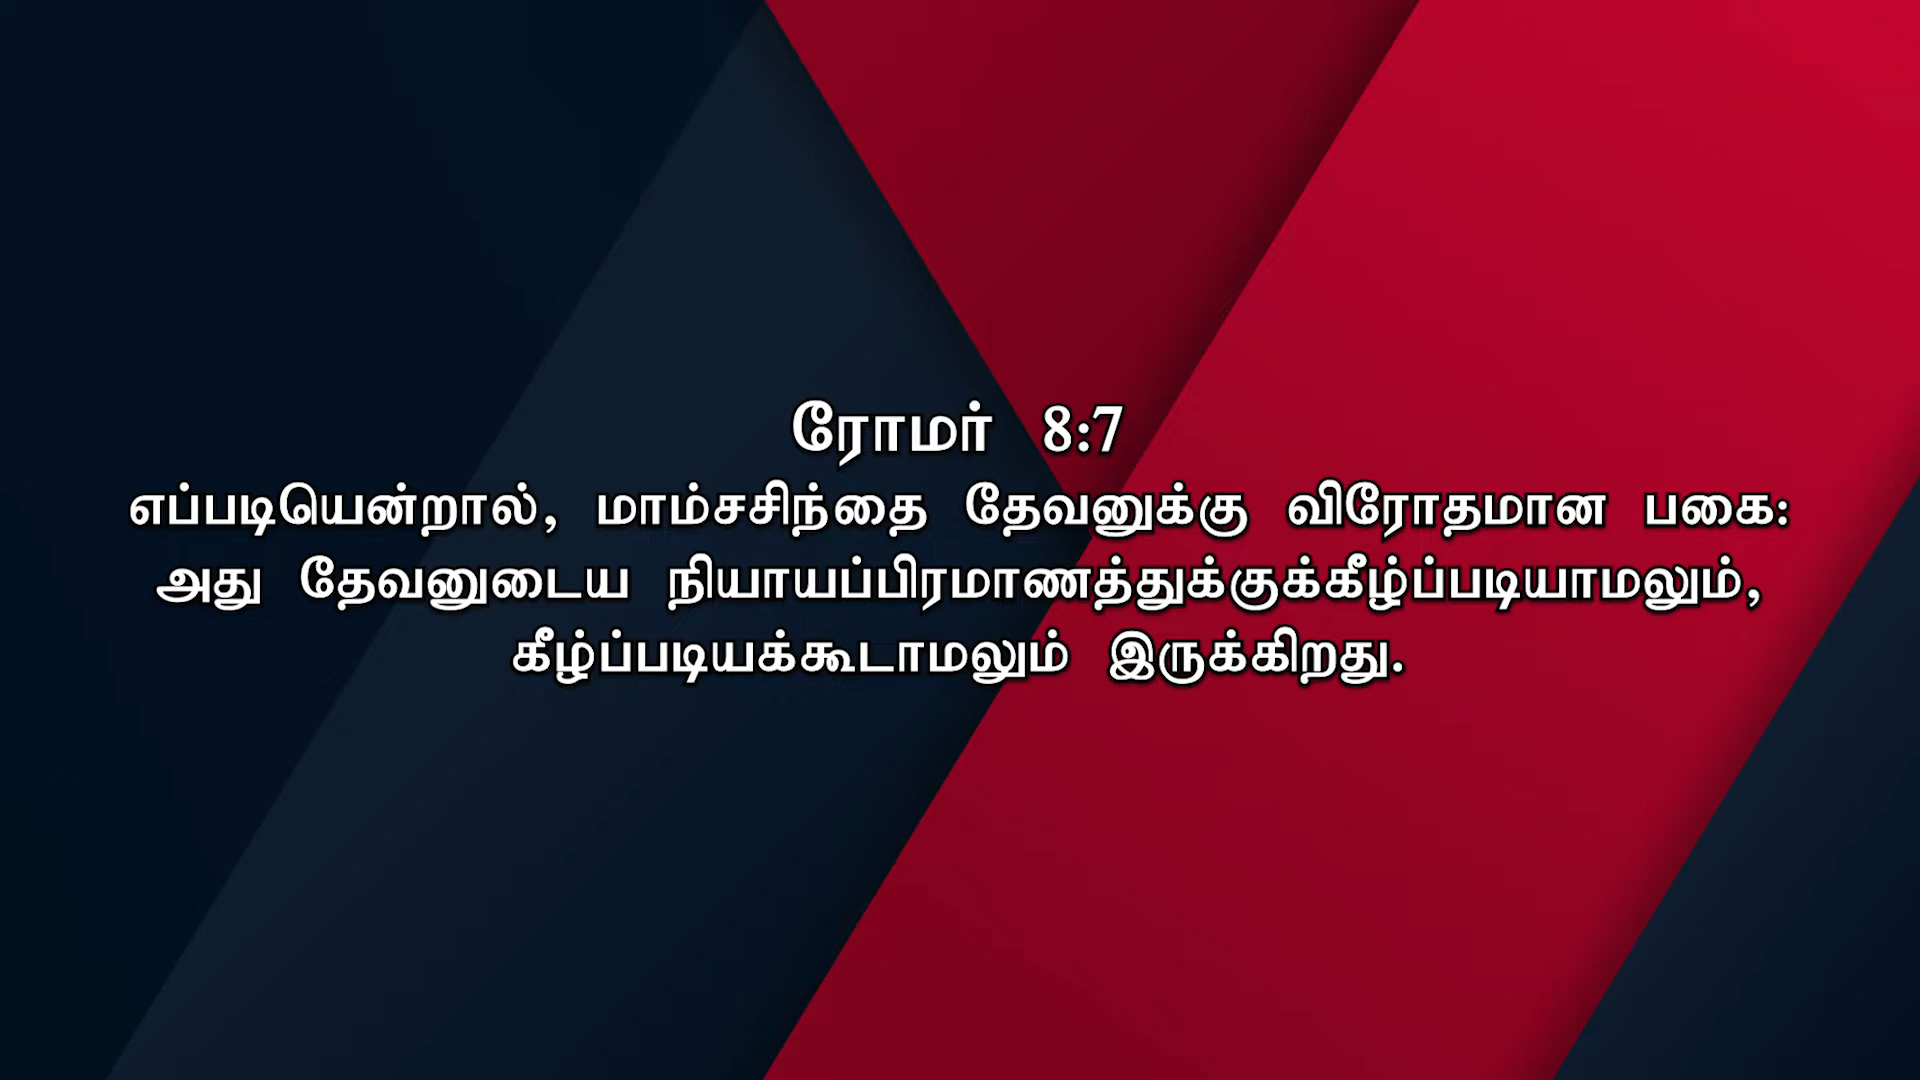 ரோமர் 8:7
எப்படியென்றால், மாம்சசிந்தை தேவனுக்கு விரோதமான பகை:
அது தேவனுடைய நியாயப்பிரமாணத்துக்குக்கீழ்ப்படியாமலும்,
கீழ்ப்படியக்கூடாமலும் இருக்கிறது.